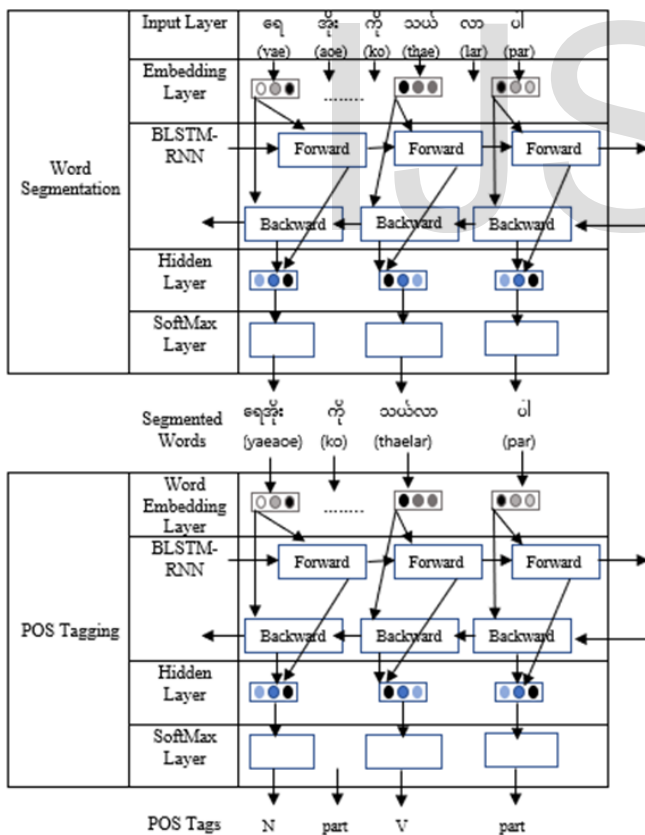 Input Layer ရေ အိုး ကို သယ် လာ ပါ
(yae) (aoe) (ko) (thae) (lar) (par)
Embedding Layer
BLSTM-RNN
Forward Forward Forward
Word Segmentation
Backward Backward Backward
Hidden Layer
SoftMax Layer
Segmented Words ရေအိုး ကို သယ်လာ ပါ
(yaeaoe) (ko) (thaelar) (par)
Word Embedding Layer
BLSTM-RNN
Forward Forward Forward
POS Tagging
Backward Backward Backward
Hidden Layer
SoftMax Layer
POS Tags N part V part
IJS